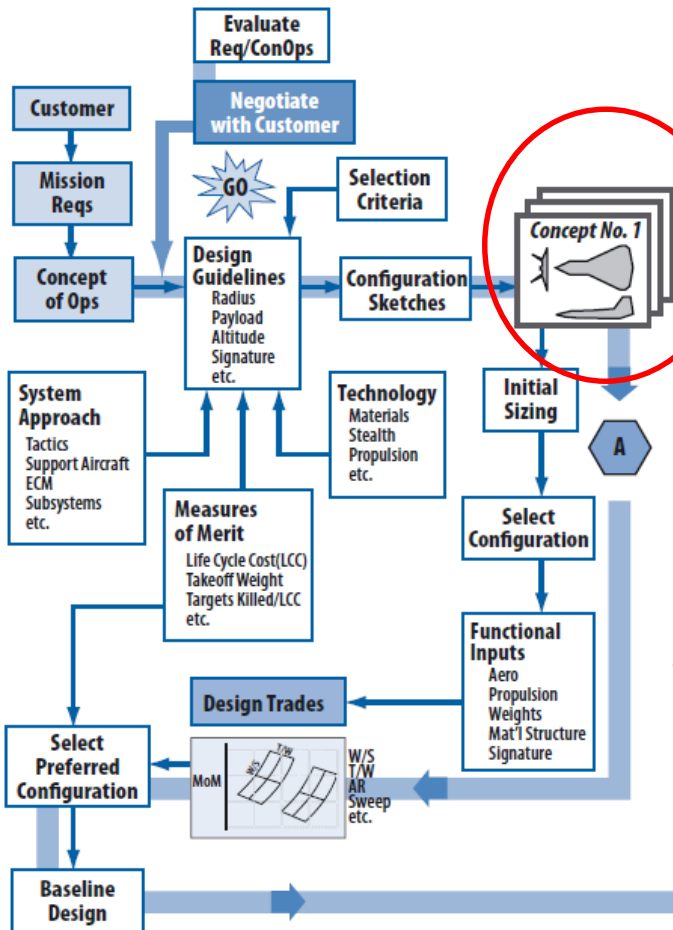 Evaluate
Req/ConOps
Negotiate
with Customer
Customer
Mission
Reqs
Concept
of Ops
GO
Selection
Criteria
Design
Guidelines
Radius
Payload
Altitude
Signature
etc.
Configuration
Sketches
Concept No. 1
System
Approach
Tactics
Support Aircraft
ECM
Subsystems
etc.
Technology
Materials
Stealth
Propulsion
etc.
Initial
Sizing
A
Measures
of Merit
Life Cycle Cost(LCC)
Takeoff Weight
Targets Killed/LCC
etc.
Select
Configuration
Functional
Inputs
Aero
Propulsion
Weights
Mat'l Structure
Signature
Design Trades
Select
Preferred
Configuration
MoM
W/S
T/W
W/S
T/W
AR
Sweep
etc.
Baseline
Design